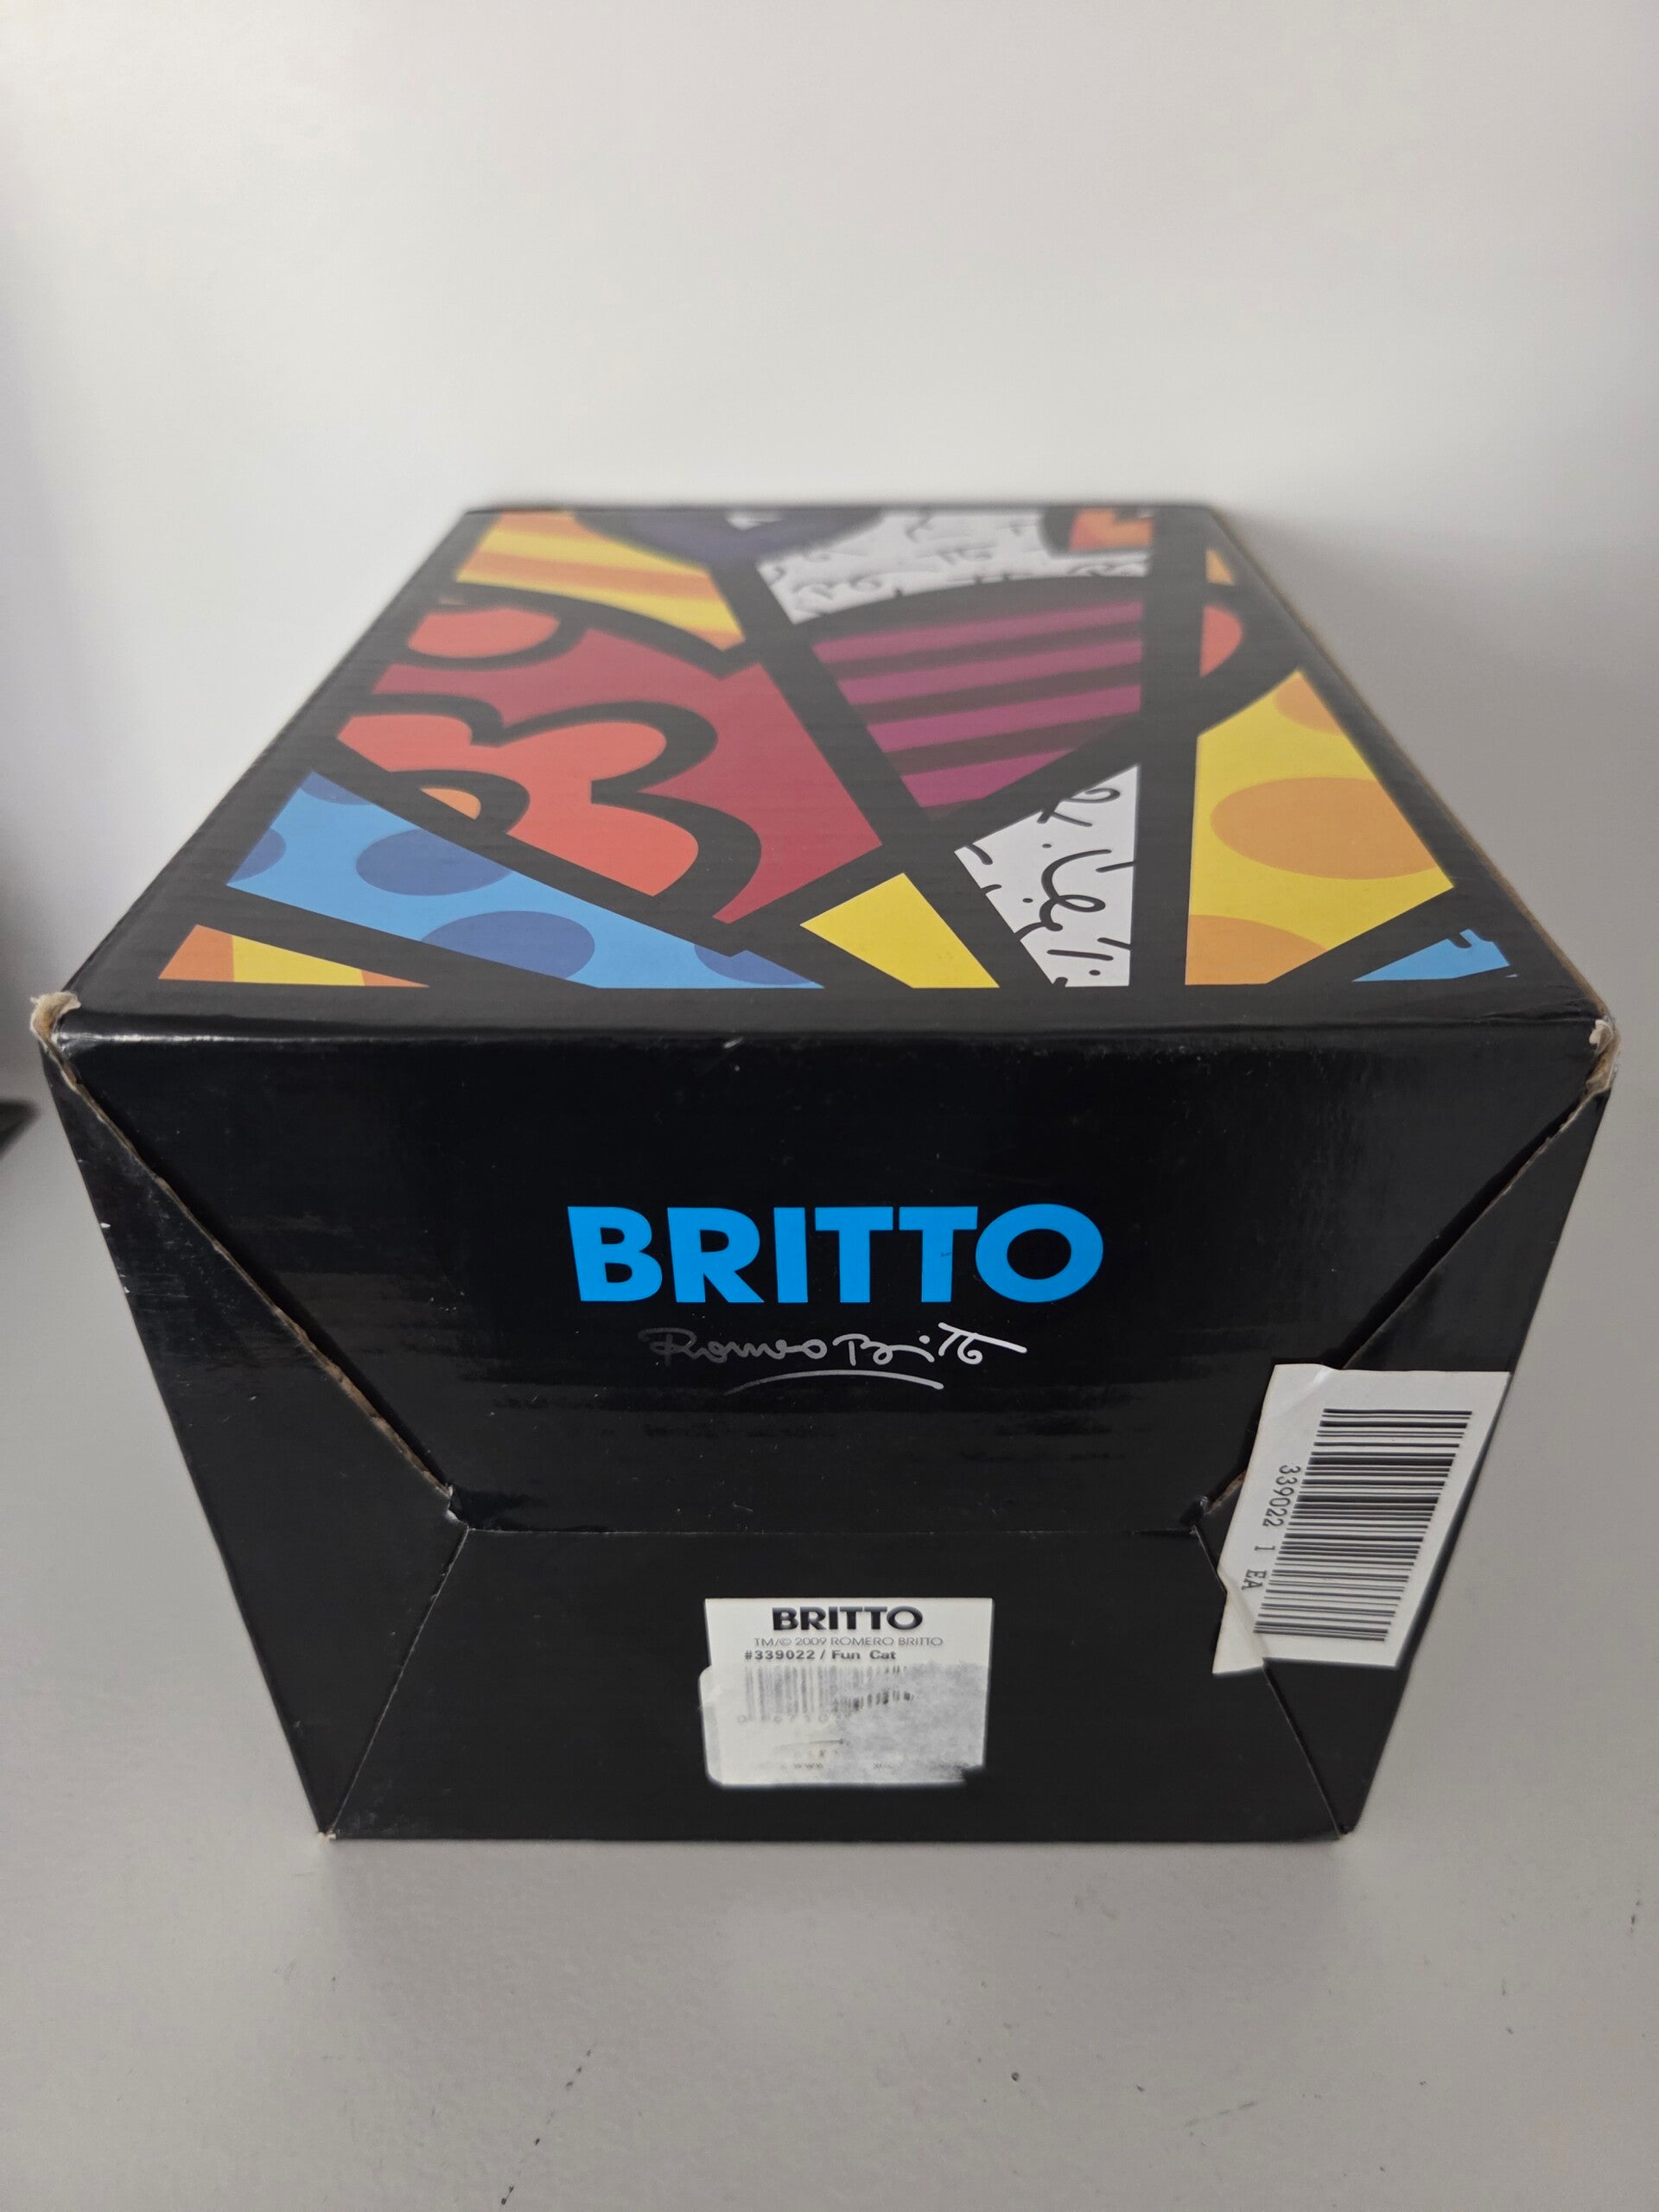 BRITTO
Romero Britto
339022 1 EA
BRITTO
TM/© 2009 ROMERO BRITTO
#339022 / Fun Cat